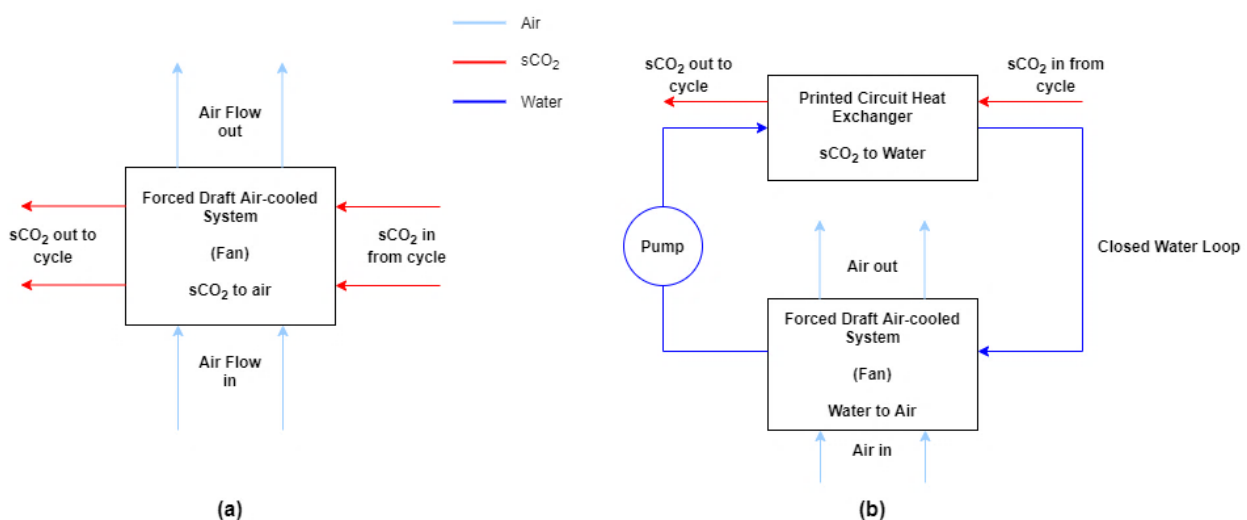 Air
sCO₂
Water
Air Flow
out
Forced Draft Air-cooled
System
(Fan)
sCO₂ to air
sCO₂ out to
cycle
sCO₂ in
from cycle
Air Flow
in
(a)
sCO₂ out to
cycle
Printed Circuit Heat
Exchanger
sCO₂ to Water
sCO₂ in from
cycle
Pump
Air out
Closed Water Loop
Forced Draft Air-cooled
System
(Fan)
Water to Air
Air in
(b)